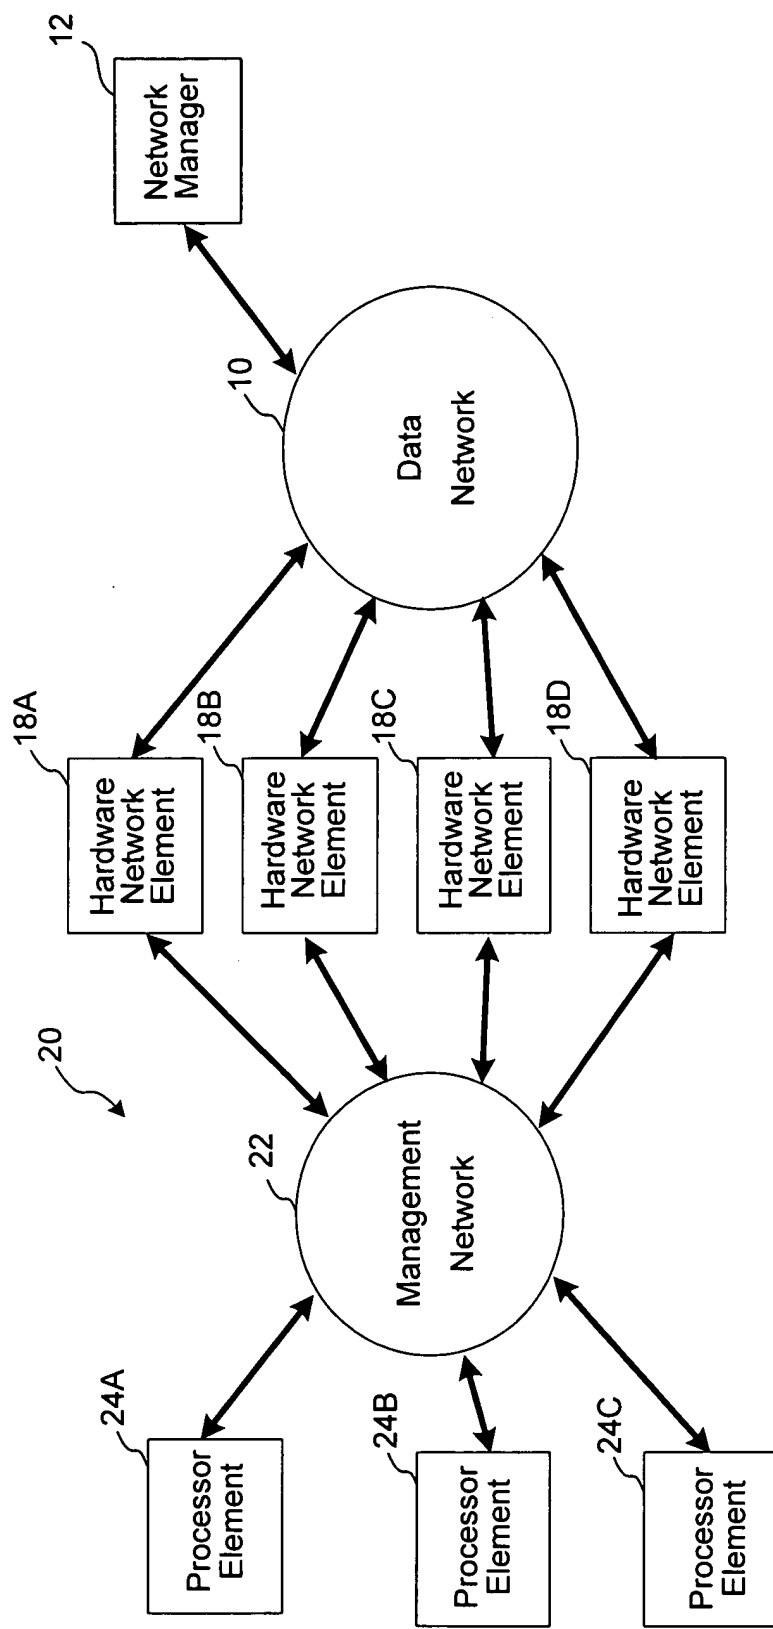 20
24A
Processor
Element
24B
Processor
Element
24C
Processor
Element
22
Management
Network
18A
Hardware
Network
Element
18B
Hardware
Network
Element
18C
Hardware
Network
Element
18D
Hardware
Network
Element
10
Data
Network
12
Network
Manager